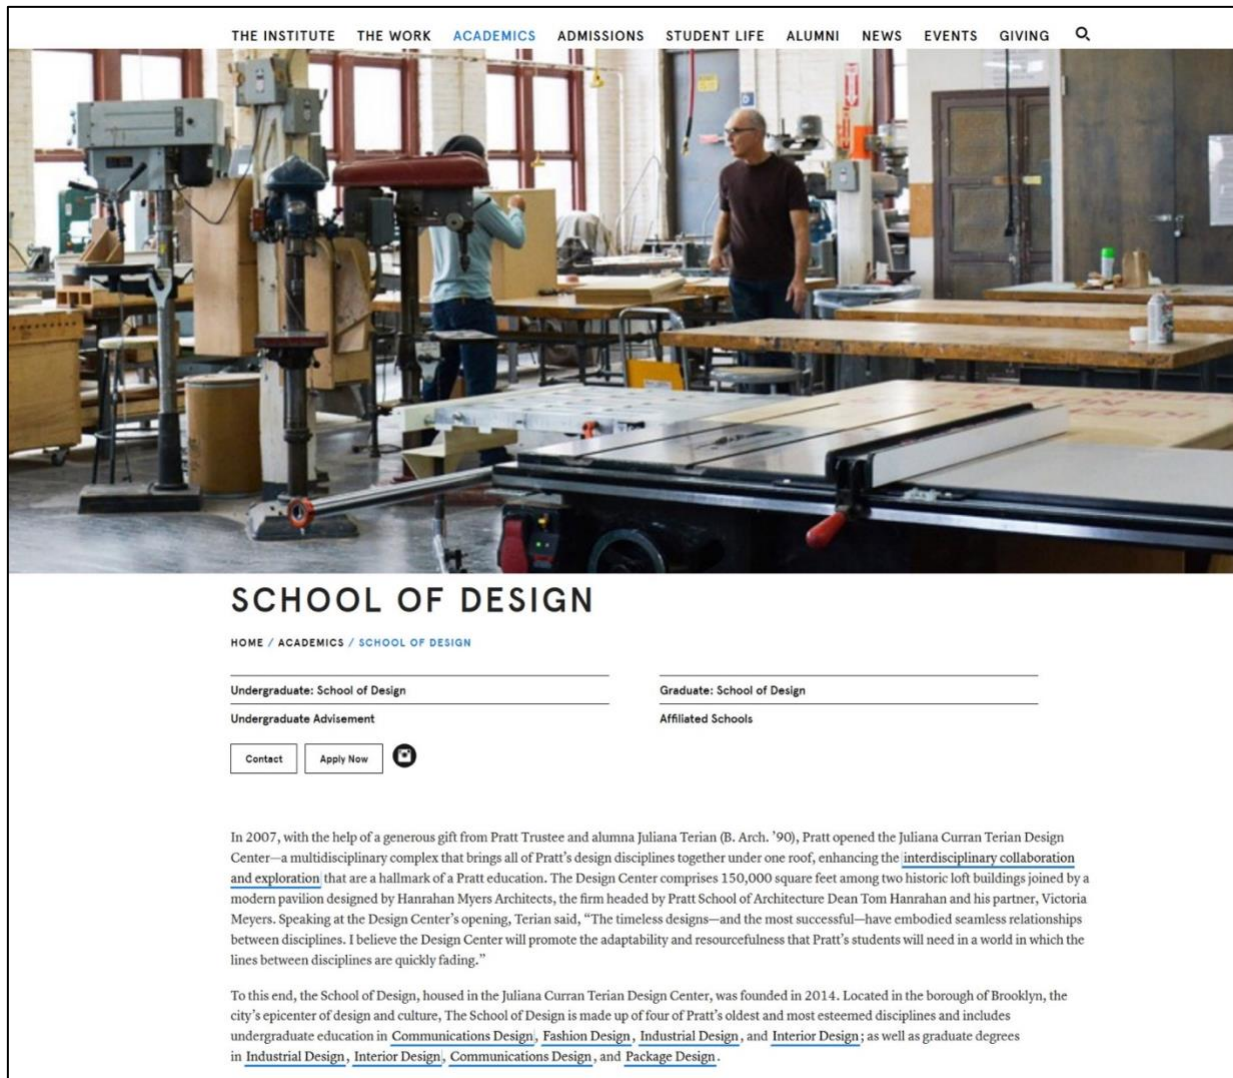 THE INSTITUTE THE WORK ACADEMICS ADMISSIONS STUDENT LIFE ALUMNI NEWS EVENTS GIVING
SCHOOL OF DESIGN
HOME / ACADEMICS / SCHOOL OF DESIGN
Undergraduate: School of Design
Graduate: School of Design
Undergraduate Advisement
Affiliated Schools
Contact
Apply Now
In 2007, with the help of a generous gift from Pratt Trustee and alumna Juliana Terian (B. Arch. ’90), Pratt opened the Juliana Curran Terian Design
Center—a multidisciplinary complex that brings all of Pratt’s design disciplines together under one roof, enhancing the interdisciplinary collaboration
and exploration that are a hallmark of a Pratt education. The Design Center comprises 150,000 square feet among two historic loft buildings joined by a
modern pavilion designed by Hanrahan Myers Architects, the firm headed by Pratt School of Architecture Dean Tom Hanrahan and his partner, Victoria
Meyers. Speaking at the Design Center’s opening, Terian said, “The timeless designs—and the most successful—have embodied seamless relationships
between disciplines. I believe the Design Center will promote the adaptability and resourcefulness that Pratt’s students will need in a world in which the
lines between disciplines are quickly fading.”
To this end, the School of Design, housed in the Juliana Curran Terian Design Center, was founded in 2014. Located in the borough of Brooklyn, the
city’s epicenter of design and culture, The School of Design is made up of four of Pratt’s oldest and most esteemed disciplines and includes
undergraduate education in Communications Design, Fashion Design, Industrial Design, and Interior Design; as well as graduate degrees
in Industrial Design, Interior Design, Communications Design, and Package Design.